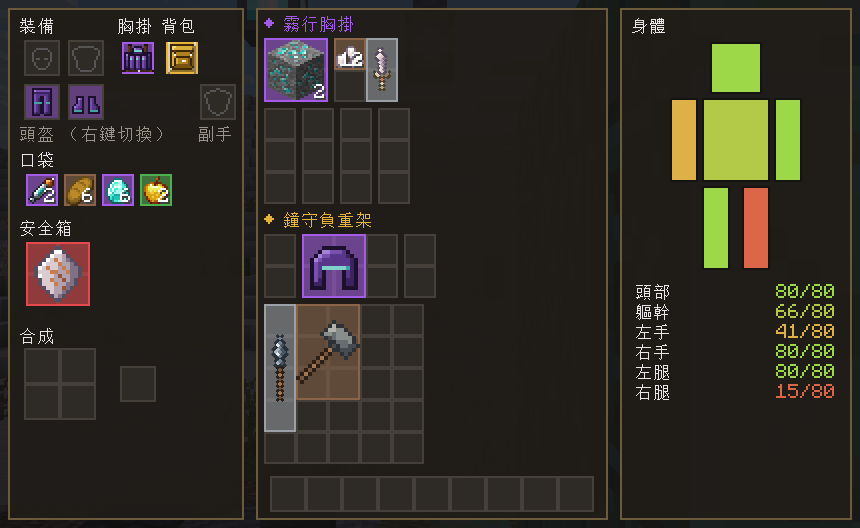 裝備 胸掛 背包
頭盔 （右鍵切換） 副手
口袋
2 6 6 2
安全箱
合成
霧行胸掛
2 2
鐘守負重架
身體
頭部 80/80
軀幹 66/80
左手 41/80
右手 80/80
左腿 80/80
右腿 15/80